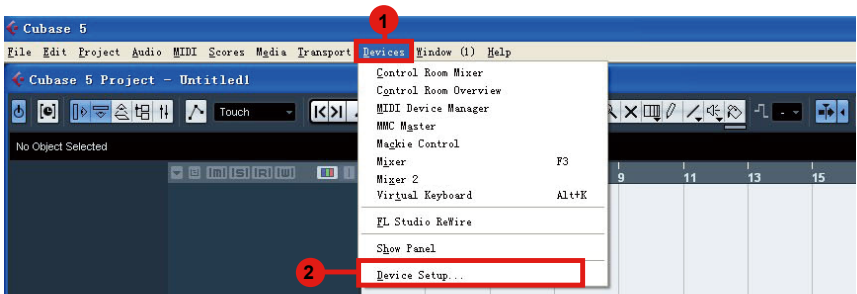 Cubase 5
1
File Edit Project Audio MIDI Scores Media Transport Devices Window (1) Help
Cubase 5 Project - Untitled1
Control Room Mixer
Control Room Overview
[e] Touch
MIDI Device Manager
No Object Selected
MMC Master
Mackie Control
Mixer F3
[m] [S] [R] [W]
Mixer 2
9 11 13 15
Virtual Keyboard Alt+K
FL Studio ReWire
Show Panel
2
Device Setup...